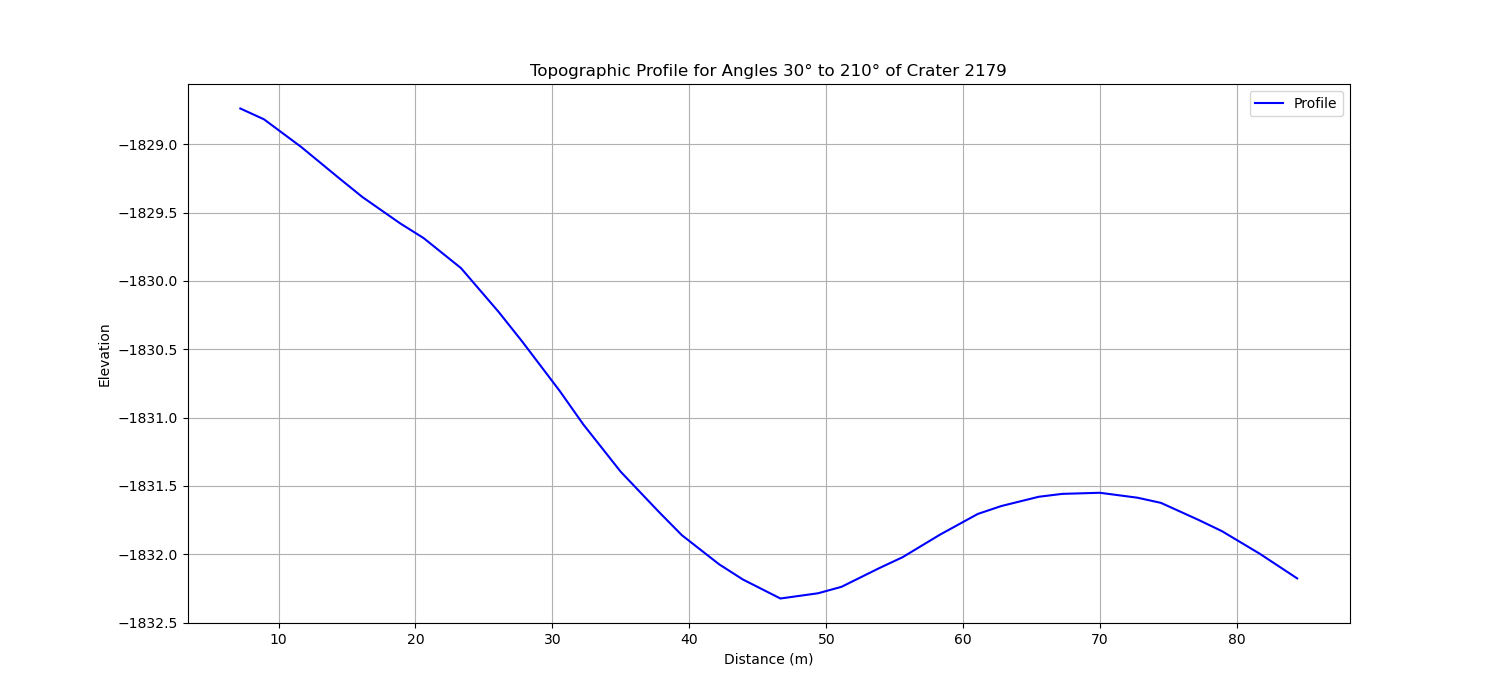 Topographic Profile for Angles 30° to 210° of Crater 2179
Profile
−1829.0
−1829.5
−1830.0
−1830.5
−1831.0
−1831.5
−1832.0
−1832.5
Elevation
10 20 30 40 50 60 70 80
Distance (m)